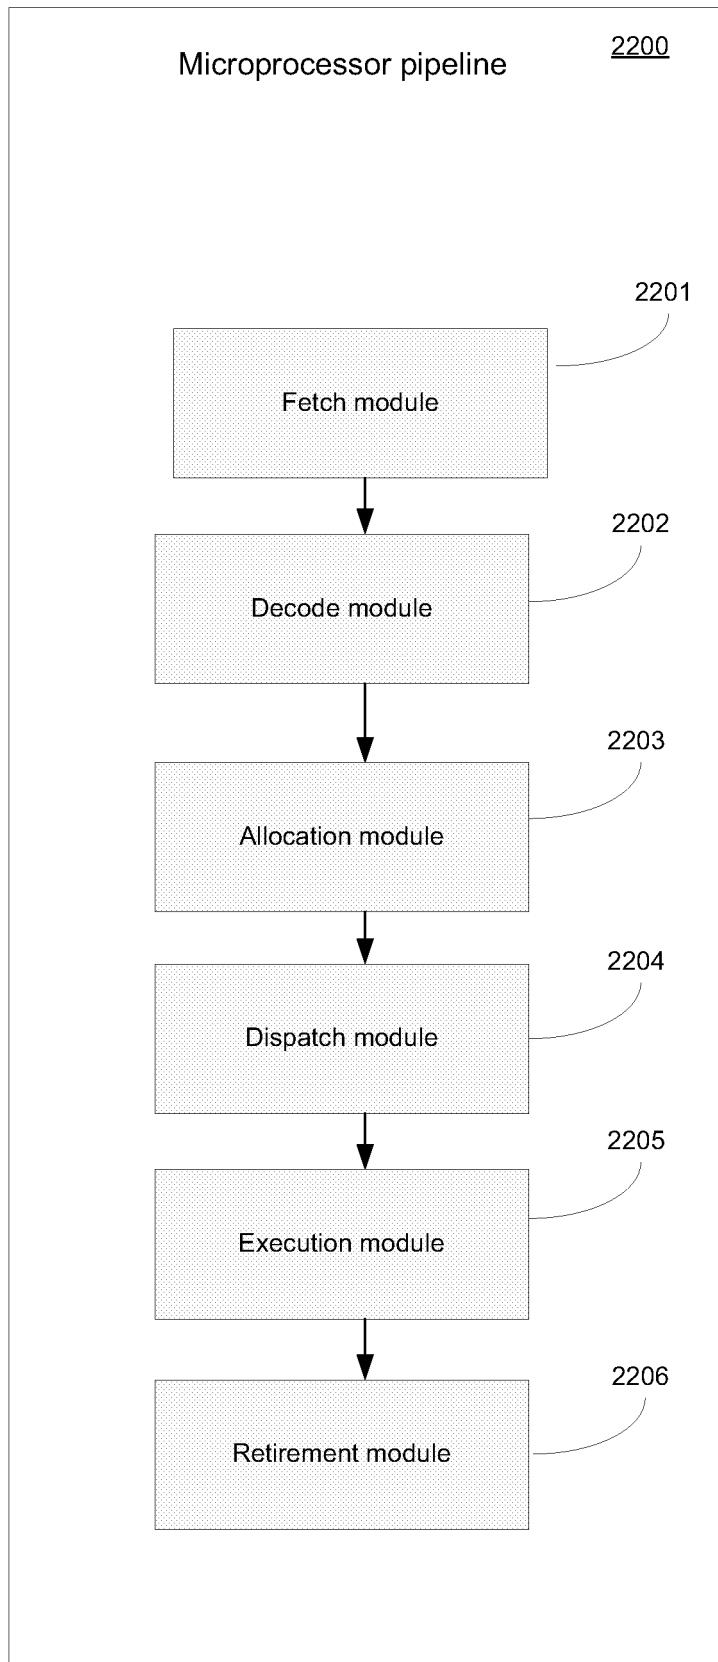 Microprocessor pipeline
2200
2201
Fetch module
2202
Decode module
2203
Allocation module
2204
Dispatch module
2205
Execution module
2206
Retirement module